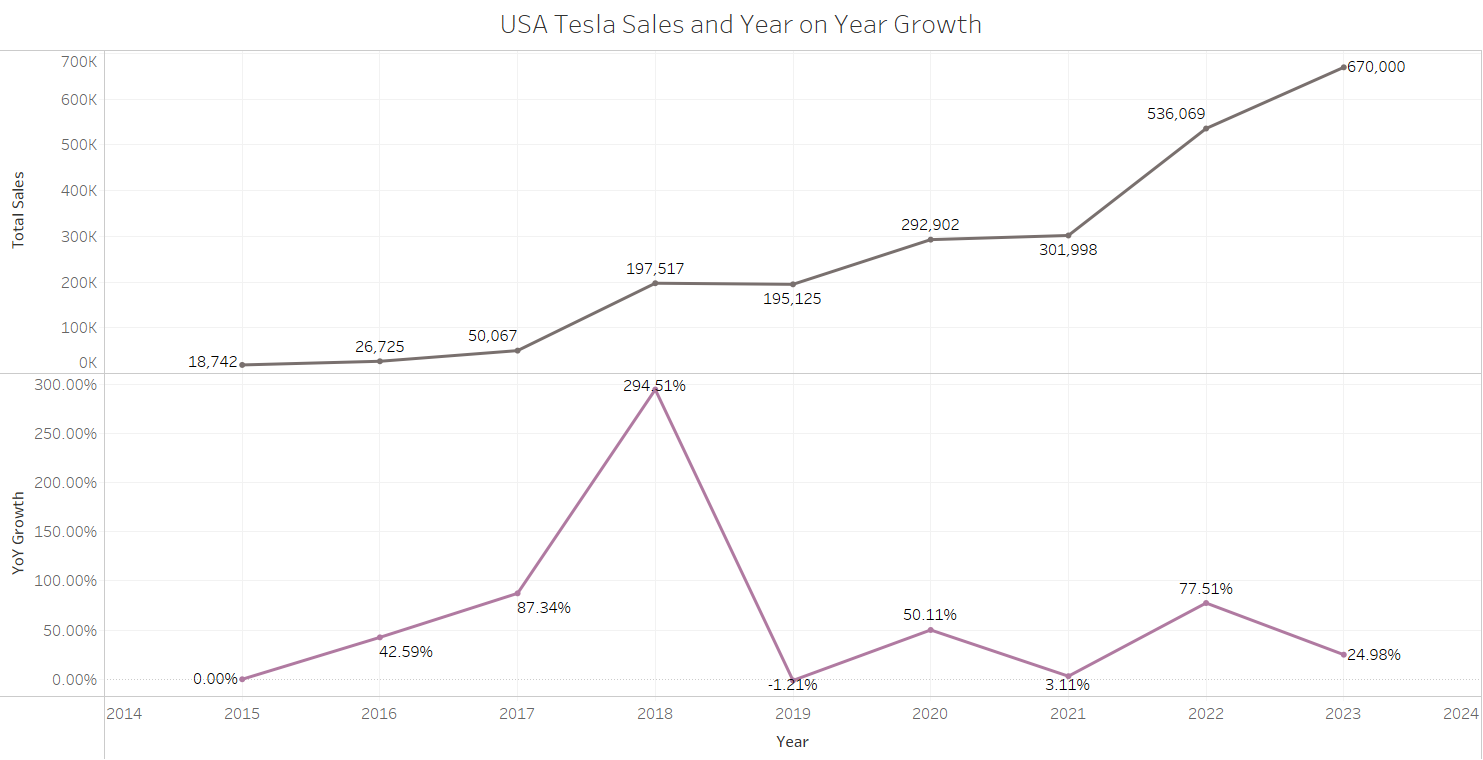 USA Tesla Sales and Year on Year Growth
Total Sales
700K
600K
500K
400K
300K
200K
100K
0K
18,742
26,725
50,067
197,517
195,125
292,902
301,998
536,069
670,000
YoY Growth
300.00%
250.00%
200.00%
150.00%
100.00%
50.00%
0.00%
0.00%
42.59%
87.34%
294.51%
-1.21%
50.11%
3.11%
77.51%
24.98%
2014 2015 2016 2017 2018 2019 2020 2021 2022 2023 2024
Year